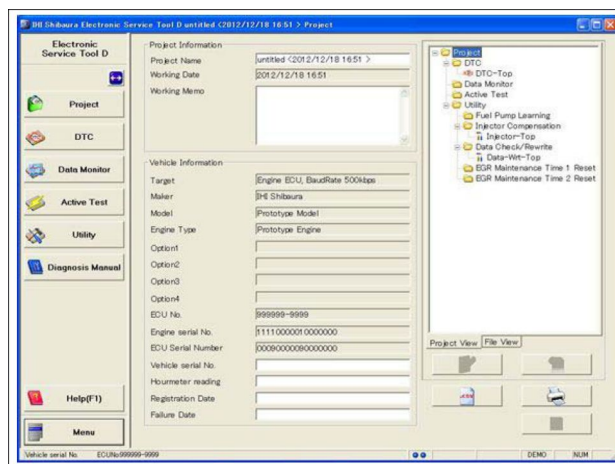 IHI Shibaura Electronic Service Tool D untitled <2012/12/18 16:51 > Project
Electronic
Service Tool D
Project
DTC
Data Monitor
Active Test
Utility
Diagnosis Manual
Help(F1)
Menu
Project Information
Project Name untitled <2012/12/18 16:51 >
Working Date 2012/12/18 16:51
Working Memo
Vehicle Information
Target Engine ECU, BaudRate 500kbps
Maker IHI Shibaura
Model Prototype Model
Engine Type Prototype Engine
Option1
Option2
Option3
Option4
ECU No. 999999-9999
Engine serial No. 11110000010000000
ECU Serial Number 00090000090000000
Vehicle serial No.
Hourmeter reading
Registration Date
Failure Date
Project
DTC
DTC-Top
Data Monitor
Active Test
Utility
Fuel Pump Learning
Injector Compensation
Injector-Top
Data Check/Rewrite
Data-Wrt-Top
EGR Maintenance Time 1 Reset
EGR Maintenance Time 2 Reset
Project View File View
Vehicle serial No. ECUNo999999-9999 DEMO NUM